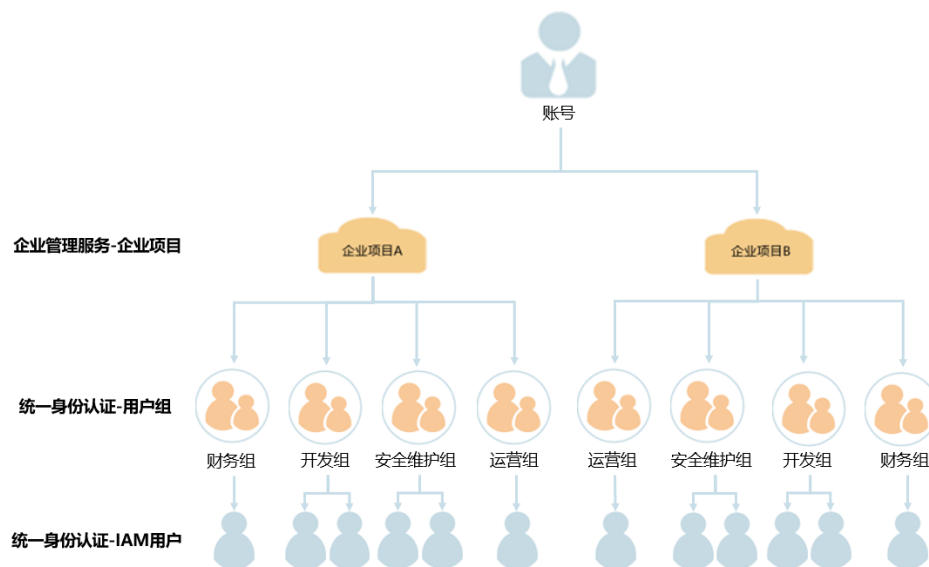 账号
企业管理服务-企业项目
企业项目A
企业项目B
统一身份认证-用户组
财务组
开发组
安全维护组
运营组
运营组
安全维护组
开发组
财务组
统一身份认证-IAM用户